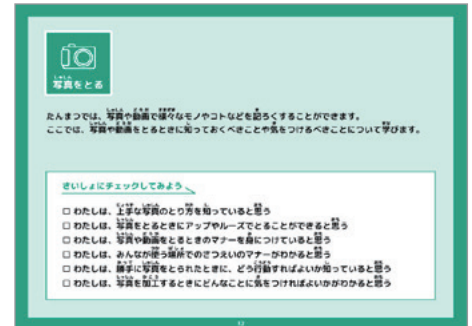 写真をとる
たんまつでは、写真や動画で様々なモノやコトなどを記ろくすることができます。
ここでは、写真や動画をとるときに知っておくべきことや気をつけるべきことについて学びます。
さいしょにチェックしてみよう
□ わたしは、上手な写真のとり方を知っていると思う
□ わたしは、写真をとるときにアップやルーズでとることができると思う
□ わたしは、写真や動画をとるときのマナーを身につけていると思う
□ わたしは、みんなが使う場所でのさつえいのマナーがわかると思う
□ わたしは、勝手に写真をとられたときに、どう行動すればよいか知っていると思う
□ わたしは、写真を加工するときにどんなことに気をつければよいかがわかると思う